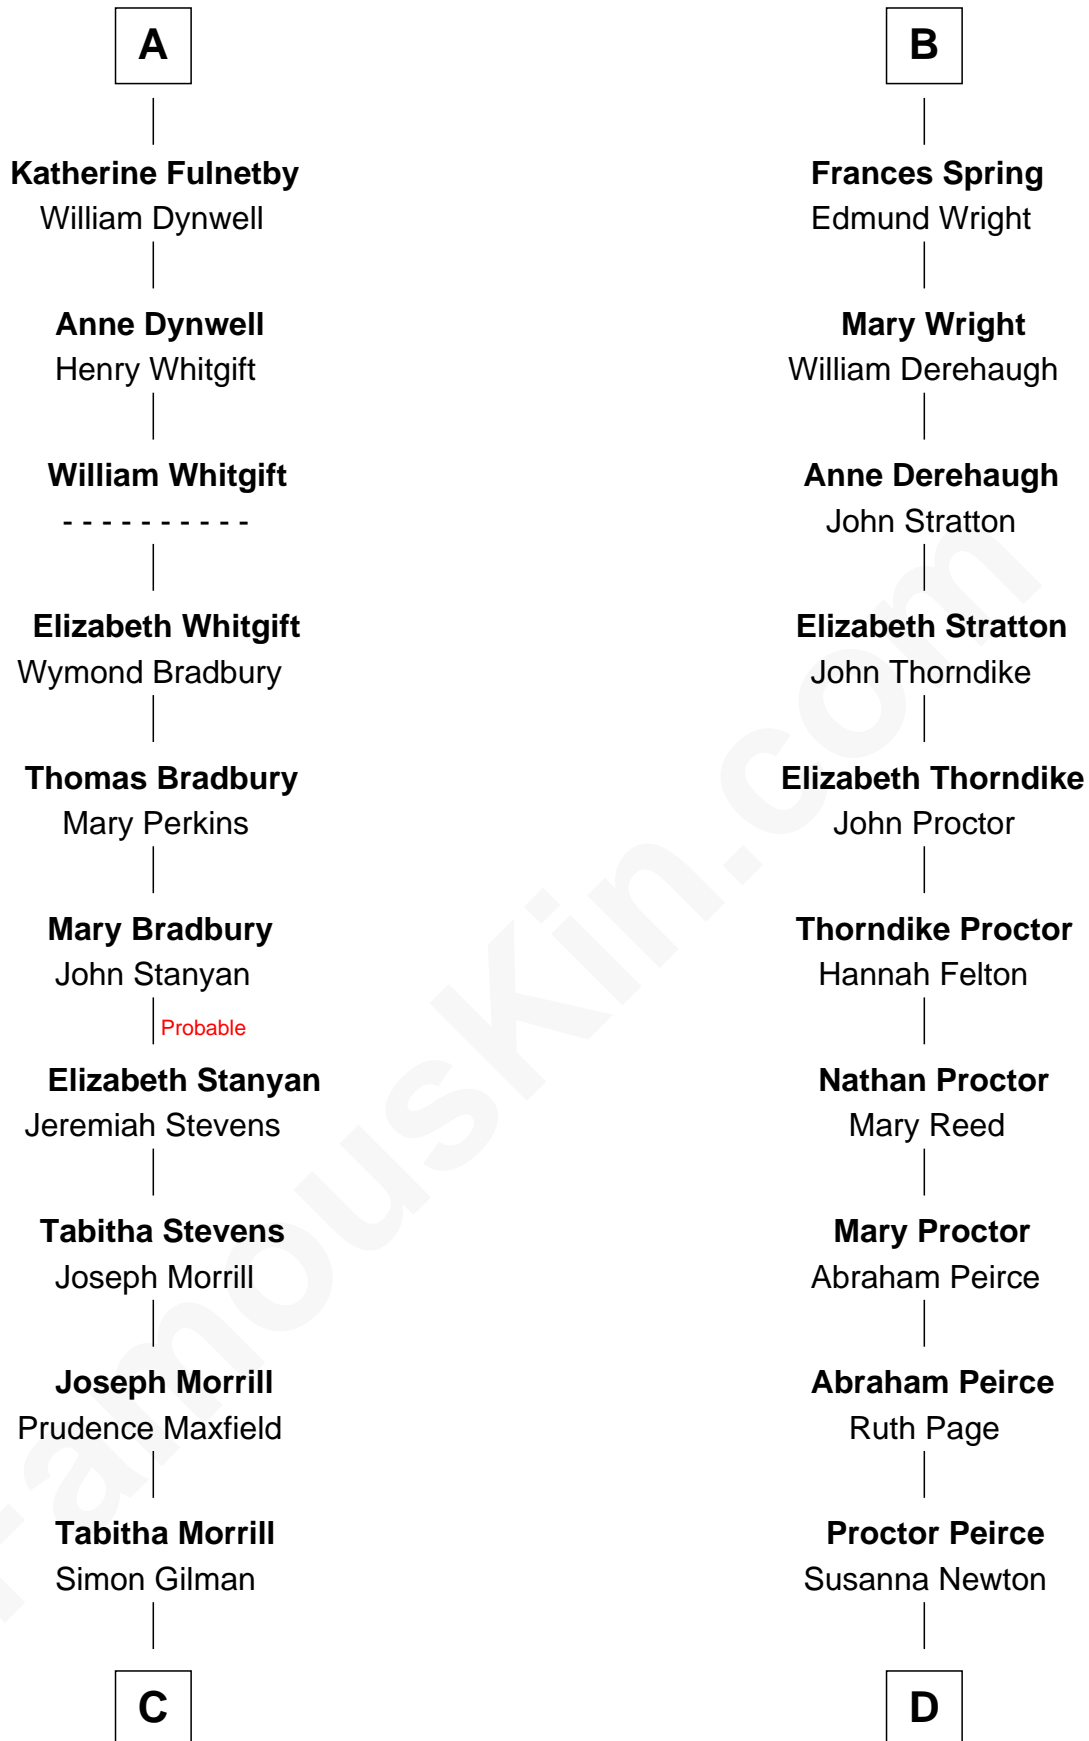 A
Katherine Fulnetby
William Dynwell
Anne Dynwell
Henry Whitgift
William Whitgift
- - - - - - - - - -
Elizabeth Whitgift
Wymond Bradbury
Thomas Bradbury
Mary Perkins
Mary Bradbury
John Stanyan
Probable
Elizabeth Stanyan
Jeremiah Stevens
Tabitha Stevens
Joseph Morrill
Joseph Morrill
Prudence Maxfield
Tabitha Morrill
Simon Gilman
C
B
Frances Spring
Edmund Wright
Mary Wright
William Derehaugh
Anne Derehaugh
John Stratton
Elizabeth Stratton
John Thorndike
Elizabeth Thorndike
John Proctor
Thorndike Proctor
Hannah Felton
Nathan Proctor
Mary Reed
Mary Proctor
Abraham Peirce
Abraham Peirce
Ruth Page
Proctor Peirce
Susanna Newton
D
FamousKin.com